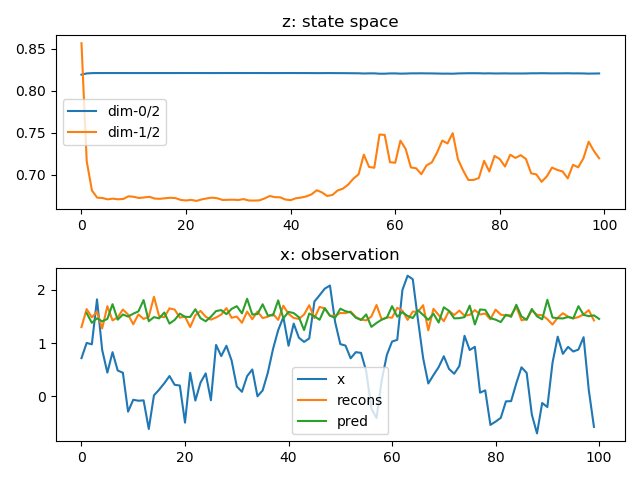 z: state space
0.85
0.80
0.75
0.70
dim-0/2
dim-1/2
0 20 40 60 80 100
x: observation
2
1
0
x
recons
pred
0 20 40 60 80 100